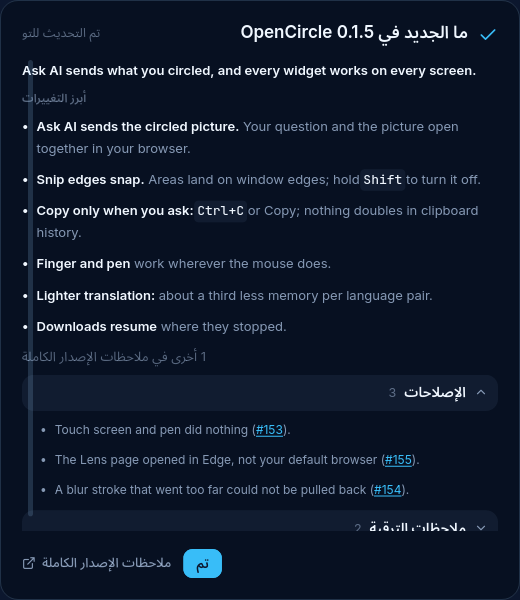 ما الجديد في OpenCircle 0.1.5
تم التحديث للتو
Ask AI sends what you circled, and every widget works on every screen.
أبرز التغييرات
• Ask AI sends the circled picture. Your question and the picture open
together in your browser.
• Snip edges snap. Areas land on window edges; hold Shift to turn it off.
• Copy only when you ask: Ctrl+C or Copy; nothing doubles in clipboard
history.
• Finger and pen work wherever the mouse does.
• Lighter translation: about a third less memory per language pair.
• Downloads resume where they stopped.
1 أخرى في ملاحظات الإصدار الكاملة
الإصلاحات 3
• Touch screen and pen did nothing (#153).
• The Lens page opened in Edge, not your default browser (#155).
• A blur stroke that went too far could not be pulled back (#154).
ملاحظات الترقية 2
تم
ملاحظات الإصدار الكاملة